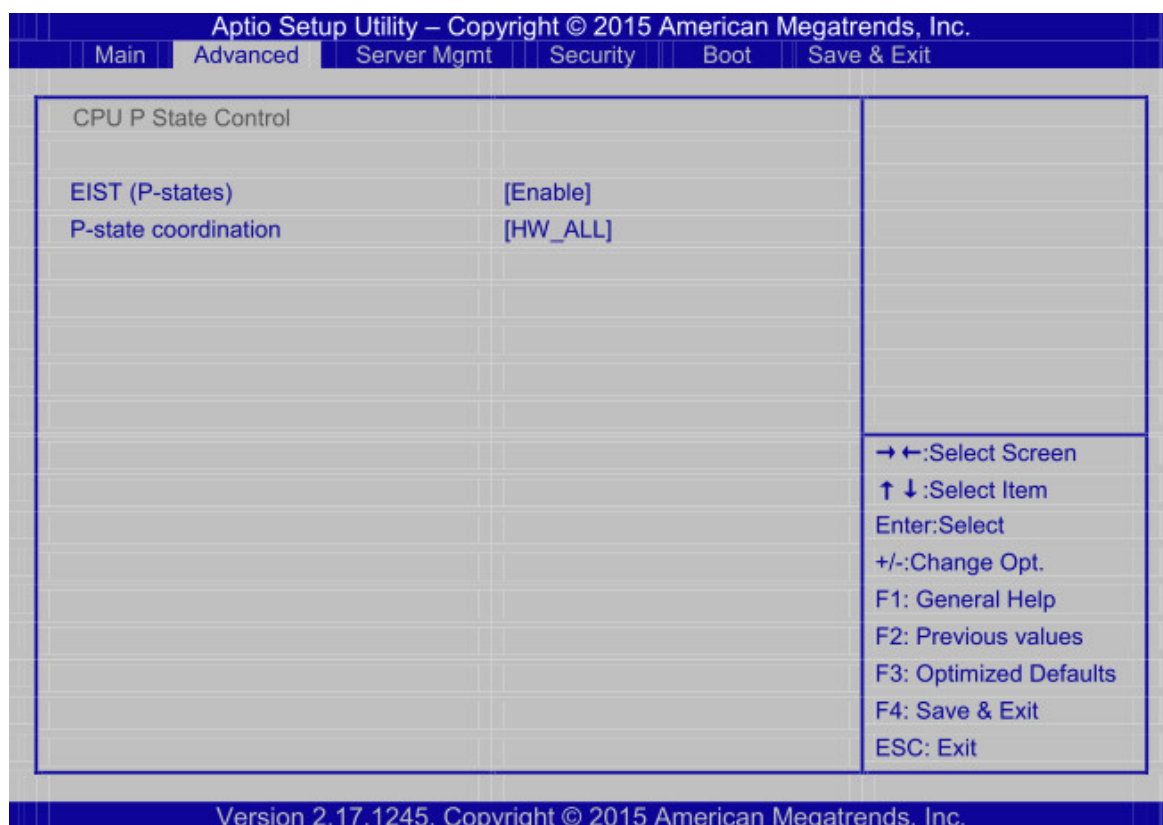 Aptio Setup Utility – Copyright © 2015 American Megatrends, Inc.
Main Advanced Server Mgmt Security Boot Save & Exit
CPU P State Control
EIST (P-states) [Enable]
P-state coordination [HW_ALL]
→ ←:Select Screen
↑ ↓:Select Item
Enter:Select
+/-:Change Opt.
F1: General Help
F2: Previous values
F3: Optimized Defaults
F4: Save & Exit
ESC: Exit
Version 2.17.1245. Copyright © 2015 American Megatrends, Inc.